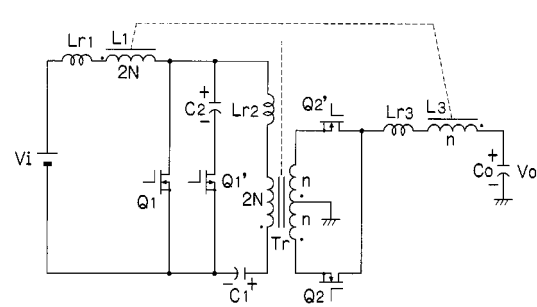 Lr1 L1
2N
Vi
Q1
C2 + −
Q1'
Lr2
2N
Tr
n
n
− C1 +
Q2'
Q2
Lr3
L3
n
Co + −
Vo